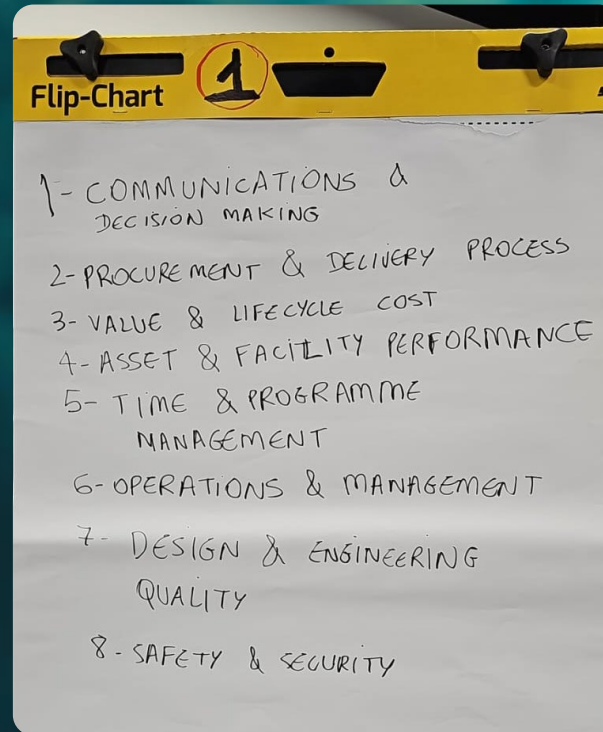 Flip-Chart
1
1- COMMUNICATIONS &
DECISION MAKING
2- PROCUREMENT & DELIVERY PROCESS
3- VALUE & LIFECYCLE COST
4- ASSET & FACILITY PERFORMANCE
5- TIME & PROGRAMME
MANAGEMENT
6- OPERATIONS & MANAGEMENT
7- DESIGN & ENGINEERING
QUALITY
8- SAFETY & SECURITY